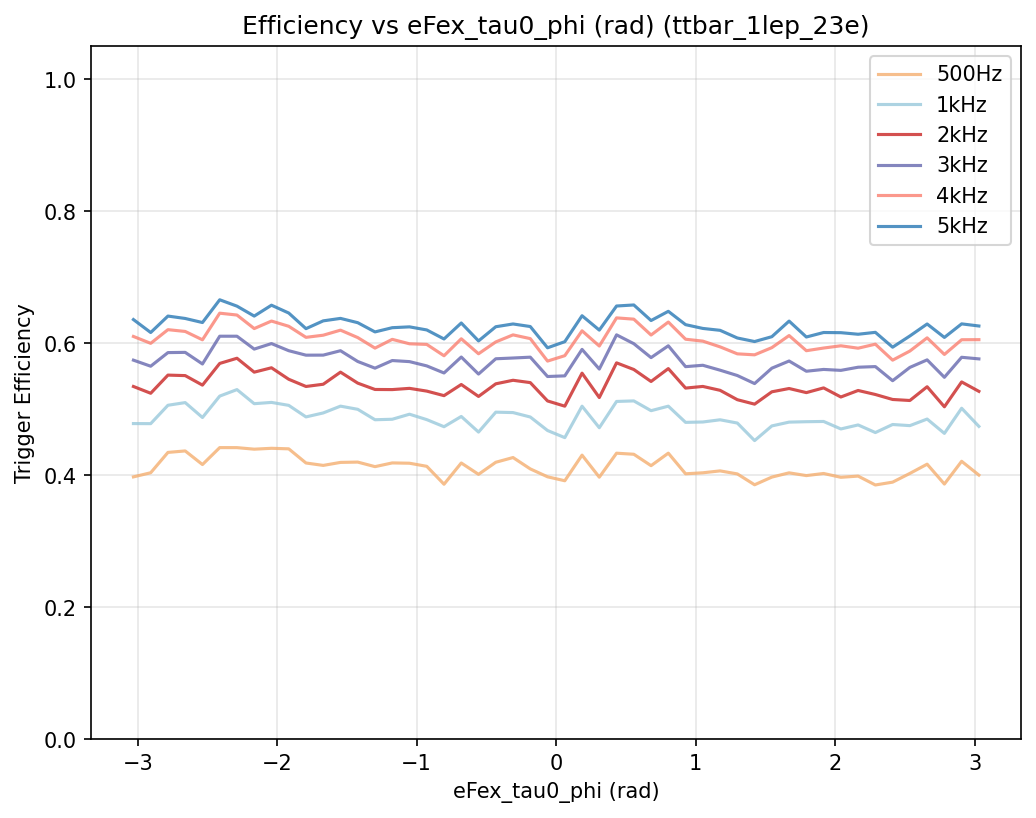 Efficiency vs eFex_tau0_phi (rad) (ttbar_1lep_23e)
500Hz
1kHz
2kHz
3kHz
4kHz
5kHz
Trigger Efficiency
1.0
0.8
0.6
0.4
0.2
0.0
−3
−2
−1
0
1
2
3
eFex_tau0_phi (rad)